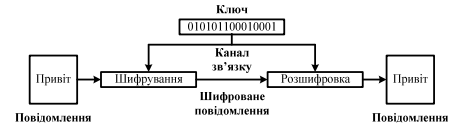 Ключ
010101100010001
Канал
зв’язку
Привіт
Шифрування
Розшифровка
Привіт
Шифроване
повідомлення
Повідомлення
Повідомлення